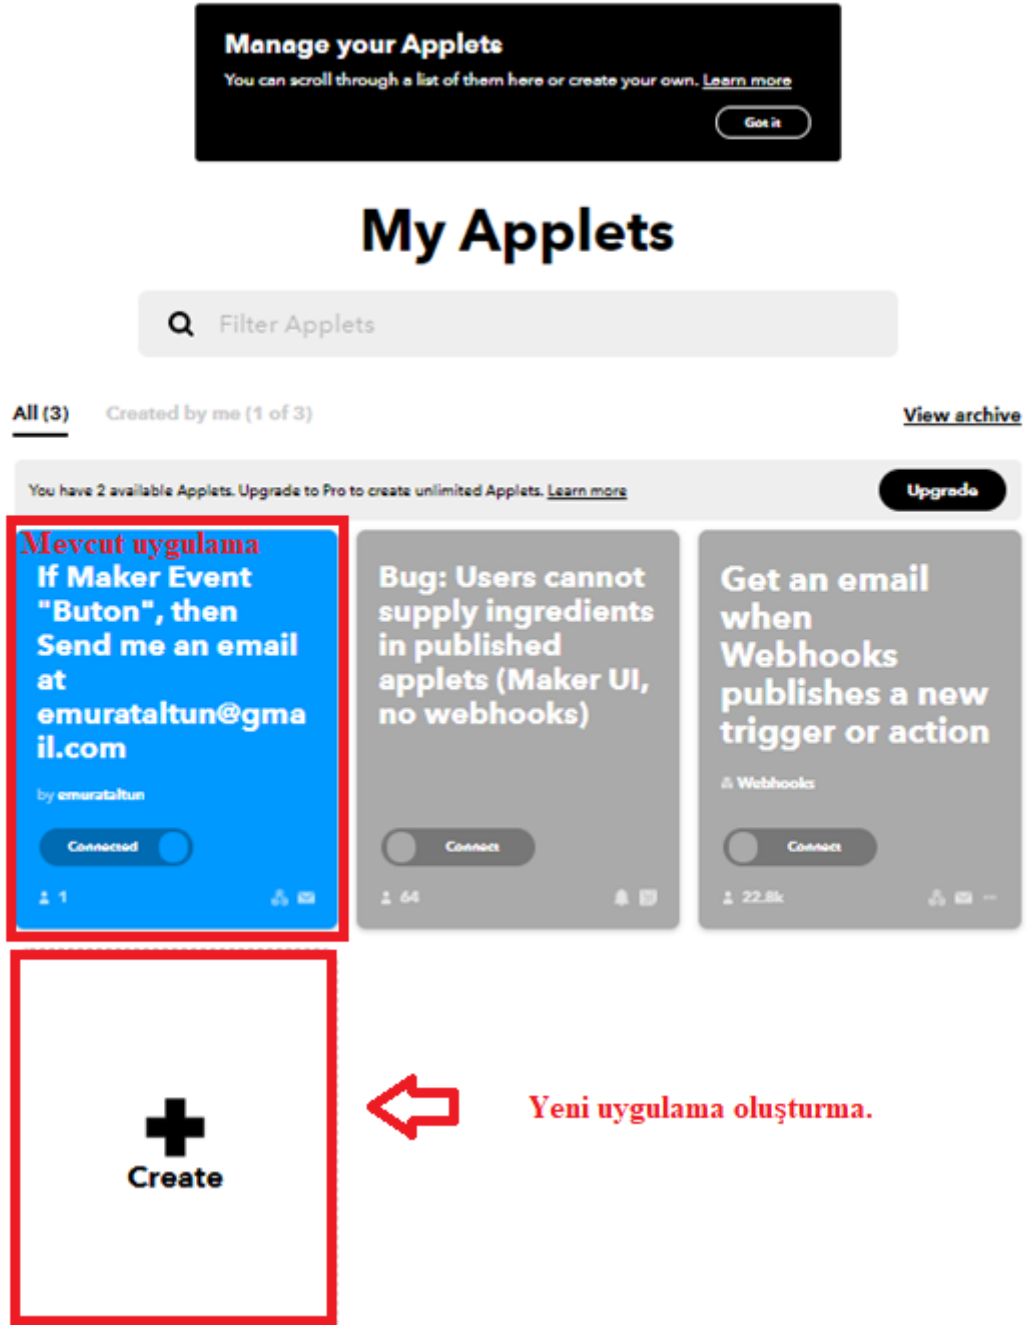 Manage your Applets
You can scroll through a list of them here or create your own. Learn more
Got it
My Applets
Filter Applets
All (3)
Created by me (1 of 3)
View archive
You have 2 available Applets. Upgrade to Pro to create unlimited Applets. Learn more
Upgrade
Mevcut uygulama
If Maker Event
"Buton", then
Send me an email
at
emurataltun@gma
il.com
by emurataltun
Connected
1
Bug: Users cannot
supply ingredients
in published
applets (Maker UI,
no webhooks)
Connect
64
Get an email
when
Webhooks
publishes a new
trigger or action
Webhooks
Connect
22.8k
Create
Yeni uygulama oluşturma.